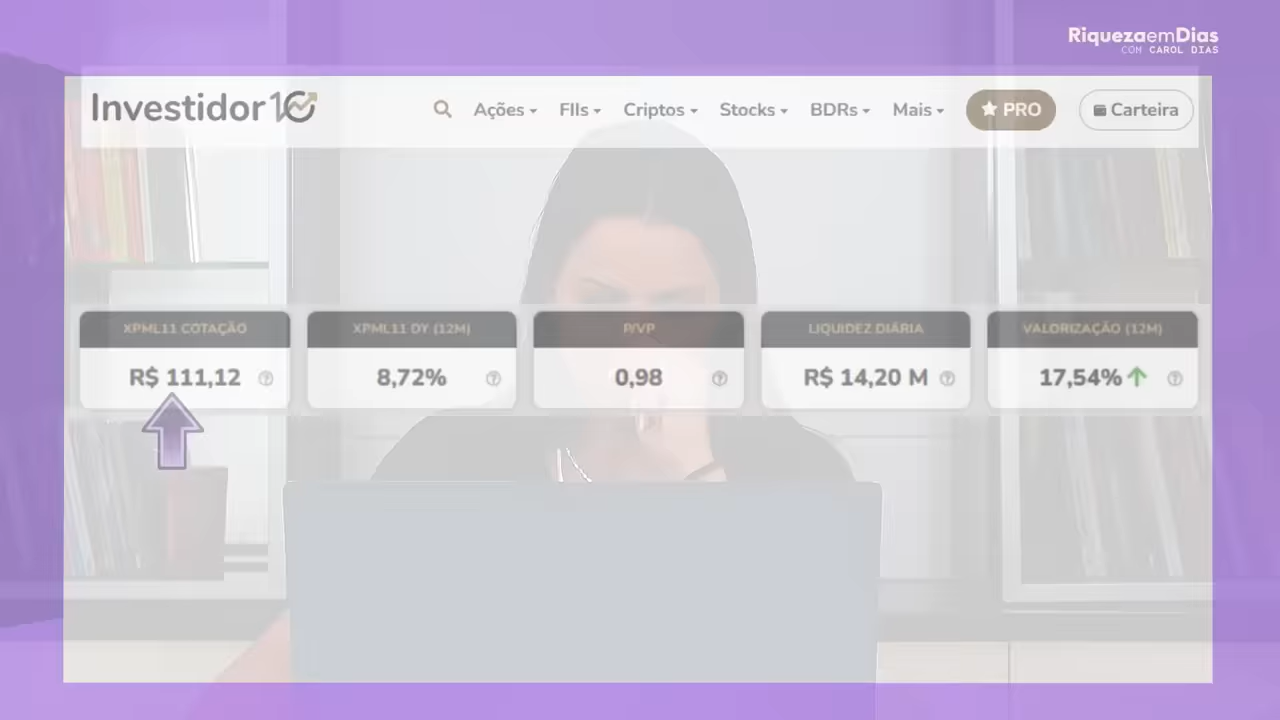 RiquezaemDias
COM CAROL DIAS
Investidor10
Ações FIIs Criptos Stocks BDRs Mais PRO Carteira
XPML11 COTAÇÃO XPML11 DY (12M) P/VP LIQUIDEZ DIÁRIA VALORIZAÇÃO (12M)
R$ 111,12 8,72% 0,98 R$ 14,20 M 17,54%